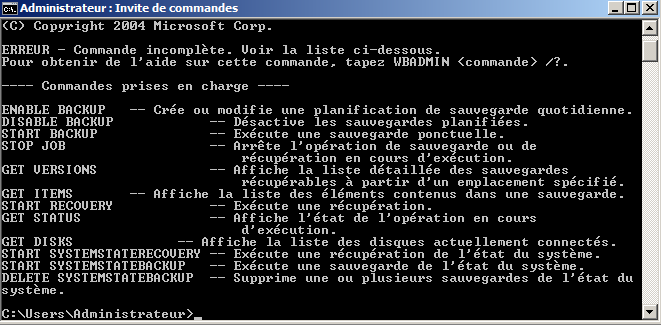 Administrateur : Invite de commandes
(C) Copyright 2004 Microsoft Corp.
ERREUR - Commande incomplète. Voir la liste ci-dessous.
Pour obtenir de l'aide sur cette commande, tapez WBADMIN <commande> /?.
---- Commandes prises en charge ----
ENABLE BACKUP -- Crée ou modifie une planification de sauvegarde quotidienne.
DISABLE BACKUP -- Désactive les sauvegardes planifiées.
START BACKUP -- Exécute une sauvegarde ponctuelle.
STOP JOB -- Arrête l'opération de sauvegarde ou de
récupération en cours d'exécution.
GET VERSIONS -- Affiche la liste détaillée des sauvegardes
récupérables à partir d'un emplacement spécifié.
GET ITEMS -- Affiche la liste des éléments contenus dans une sauvegarde.
START RECOVERY -- Exécute une récupération.
GET STATUS -- Affiche l'état de l'opération en cours
d'exécution.
GET DISKS -- Affiche la liste des disques actuellement connectés.
START SYSTEMSTATERECOVERY -- Exécute une récupération de l'état du système.
START SYSTEMSTATEBACKUP -- Exécute une sauvegarde de l'état du système.
DELETE SYSTEMSTATEBACKUP -- Supprime une ou plusieurs sauvegardes de l'état du s
ystème.
C:\Users\Administrateur>_